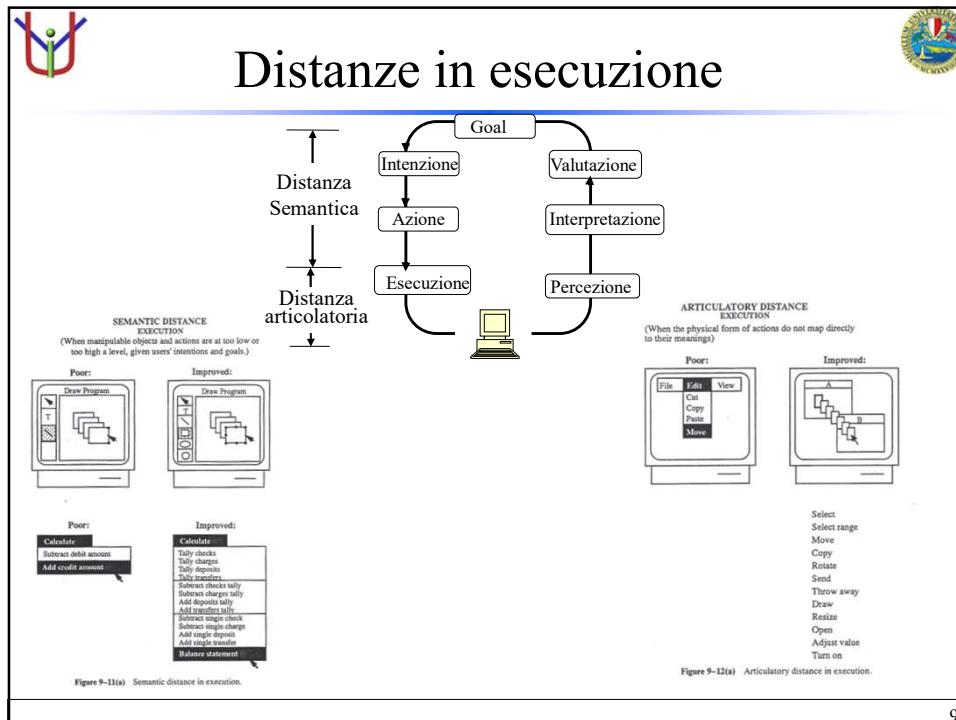 Distanze in esecuzione
Goal
Intenzione
Valutazione
Distanza
Semantica
Azione
Interpretazione
Esecuzione
Percezione
Distanza
articolatoria
SEMANTIC DISTANCE
EXECUTION
(When manipulable objects and actions are at too low or
too high a level, given users' intentions and goals.)
Poor:
Improved:
Draw Program
T
Draw Program
T
Poor:
Improved:
Calculate
Subtract debit amount
Add credit amount
Calculate
Tally checks
Tally charges
Tally deposits
Tally transfers
Subtract checks tally
Subtract charges tally
Add deposits tally
Add transfers tally
Subtract single check
Subtract single charge
Add single deposit
Add single transfer
Balance statement
Figure 9–11(a) Semantic distance in execution.
ARTICULATORY DISTANCE
EXECUTION
(When the physical form of actions do not map directly
to their meanings)
Poor:
Improved:
File Edit View
Cut
Copy
Paste
Move
A
B
Select
Select range
Move
Copy
Rotate
Send
Throw away
Draw
Resize
Open
Adjust value
Turn on
Figure 9–12(a) Articulatory distance in execution.